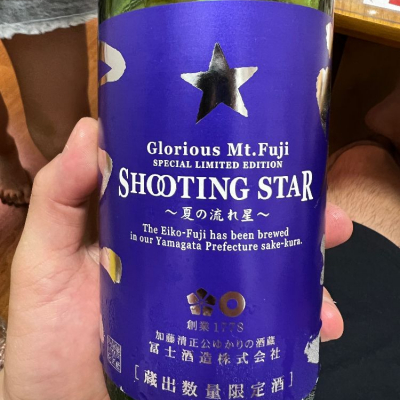 Glorious Mt.Fuji
SPECIAL LIMITED EDITION
SHOOTING STAR
～夏の流れ星～
The Eiko-Fuji has been brewed
in our Yamagata Prefecture sake-kura.
創業1778
加藤清正公ゆかりの酒蔵
冨士酒造株式会社
［蔵出数量限定酒］